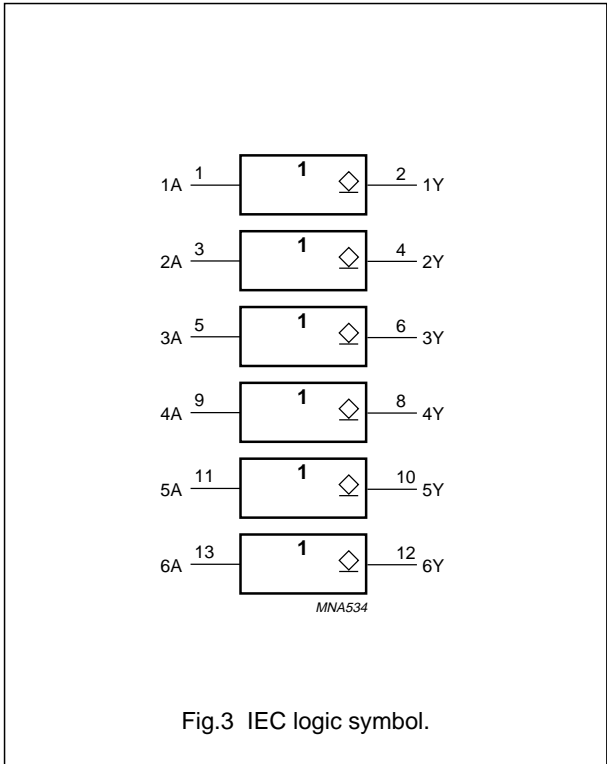 1A 1 1 2 1Y
2A 3 1 4 2Y
3A 5 1 6 3Y
4A 9 1 8 4Y
5A 11 1 10 5Y
6A 13 1 12 6Y
MNA534
Fig.3 IEC logic symbol.